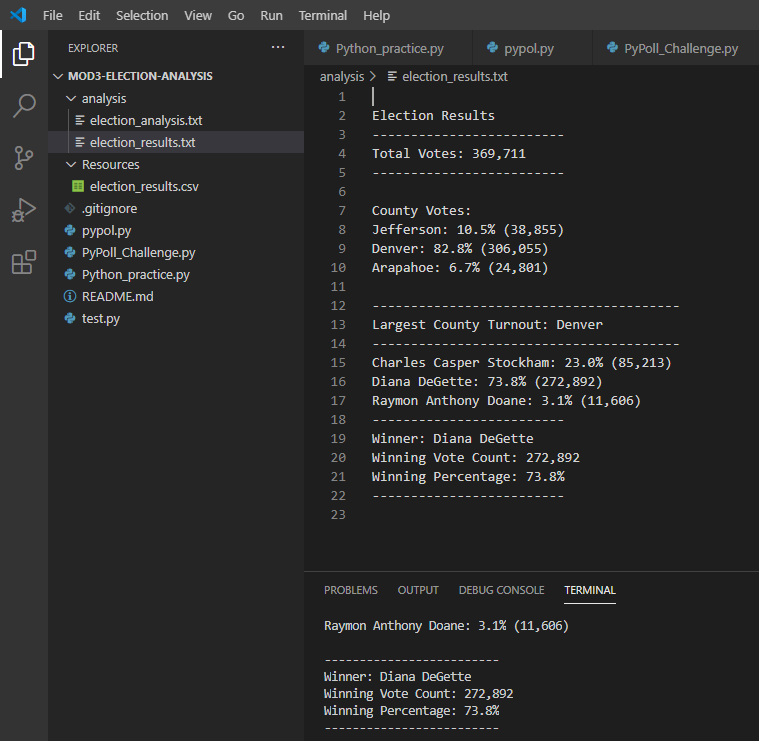 File Edit Selection View Go Run Terminal Help
EXPLORER ...
MOD3-ELECTION-ANALYSIS
analysis
election_analysis.txt
election_results.txt
Resources
election_results.csv
.gitignore
pypol.py
PyPoll_Challenge.py
Python_practice.py
README.md
test.py
Python_practice.py pypol.py PyPoll_Challenge.py
analysis > election_results.txt
1
2 Election Results
3 -------------------------
4 Total Votes: 369,711
5 -------------------------
6
7 County Votes:
8 Jefferson: 10.5% (38,855)
9 Denver: 82.8% (306,055)
10 Arapahoe: 6.7% (24,801)
11
12 ----------------------------------------
13 Largest County Turnout: Denver
14 ----------------------------------------
15 Charles Casper Stockham: 23.0% (85,213)
16 Diana DeGette: 73.8% (272,892)
17 Raymon Anthony Doane: 3.1% (11,606)
18 -------------------------
19 Winner: Diana DeGette
20 Winning Vote Count: 272,892
21 Winning Percentage: 73.8%
22 -------------------------
23
PROBLEMS OUTPUT DEBUG CONSOLE TERMINAL
Raymon Anthony Doane: 3.1% (11,606)
-------------------------
Winner: Diana DeGette
Winning Vote Count: 272,892
Winning Percentage: 73.8%
-------------------------